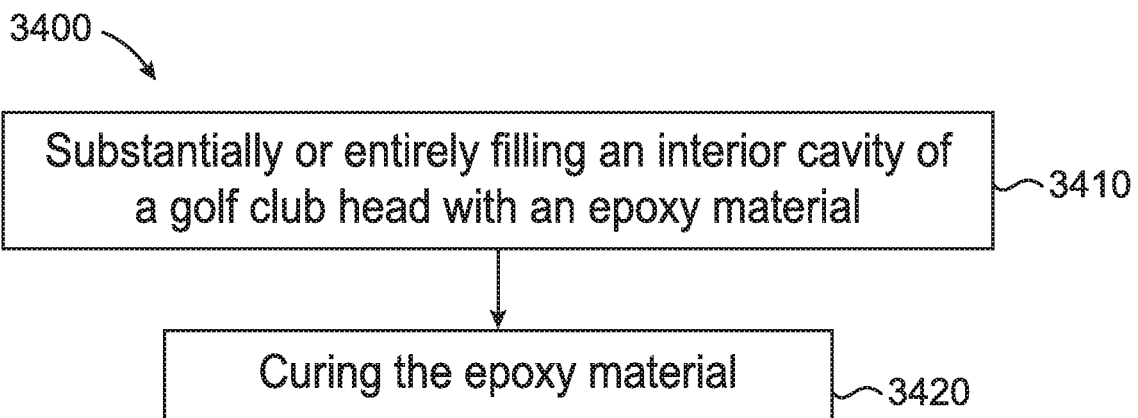 3400
Substantially or entirely filling an interior cavity of
a golf club head with an epoxy material
3410
Curing the epoxy material
3420